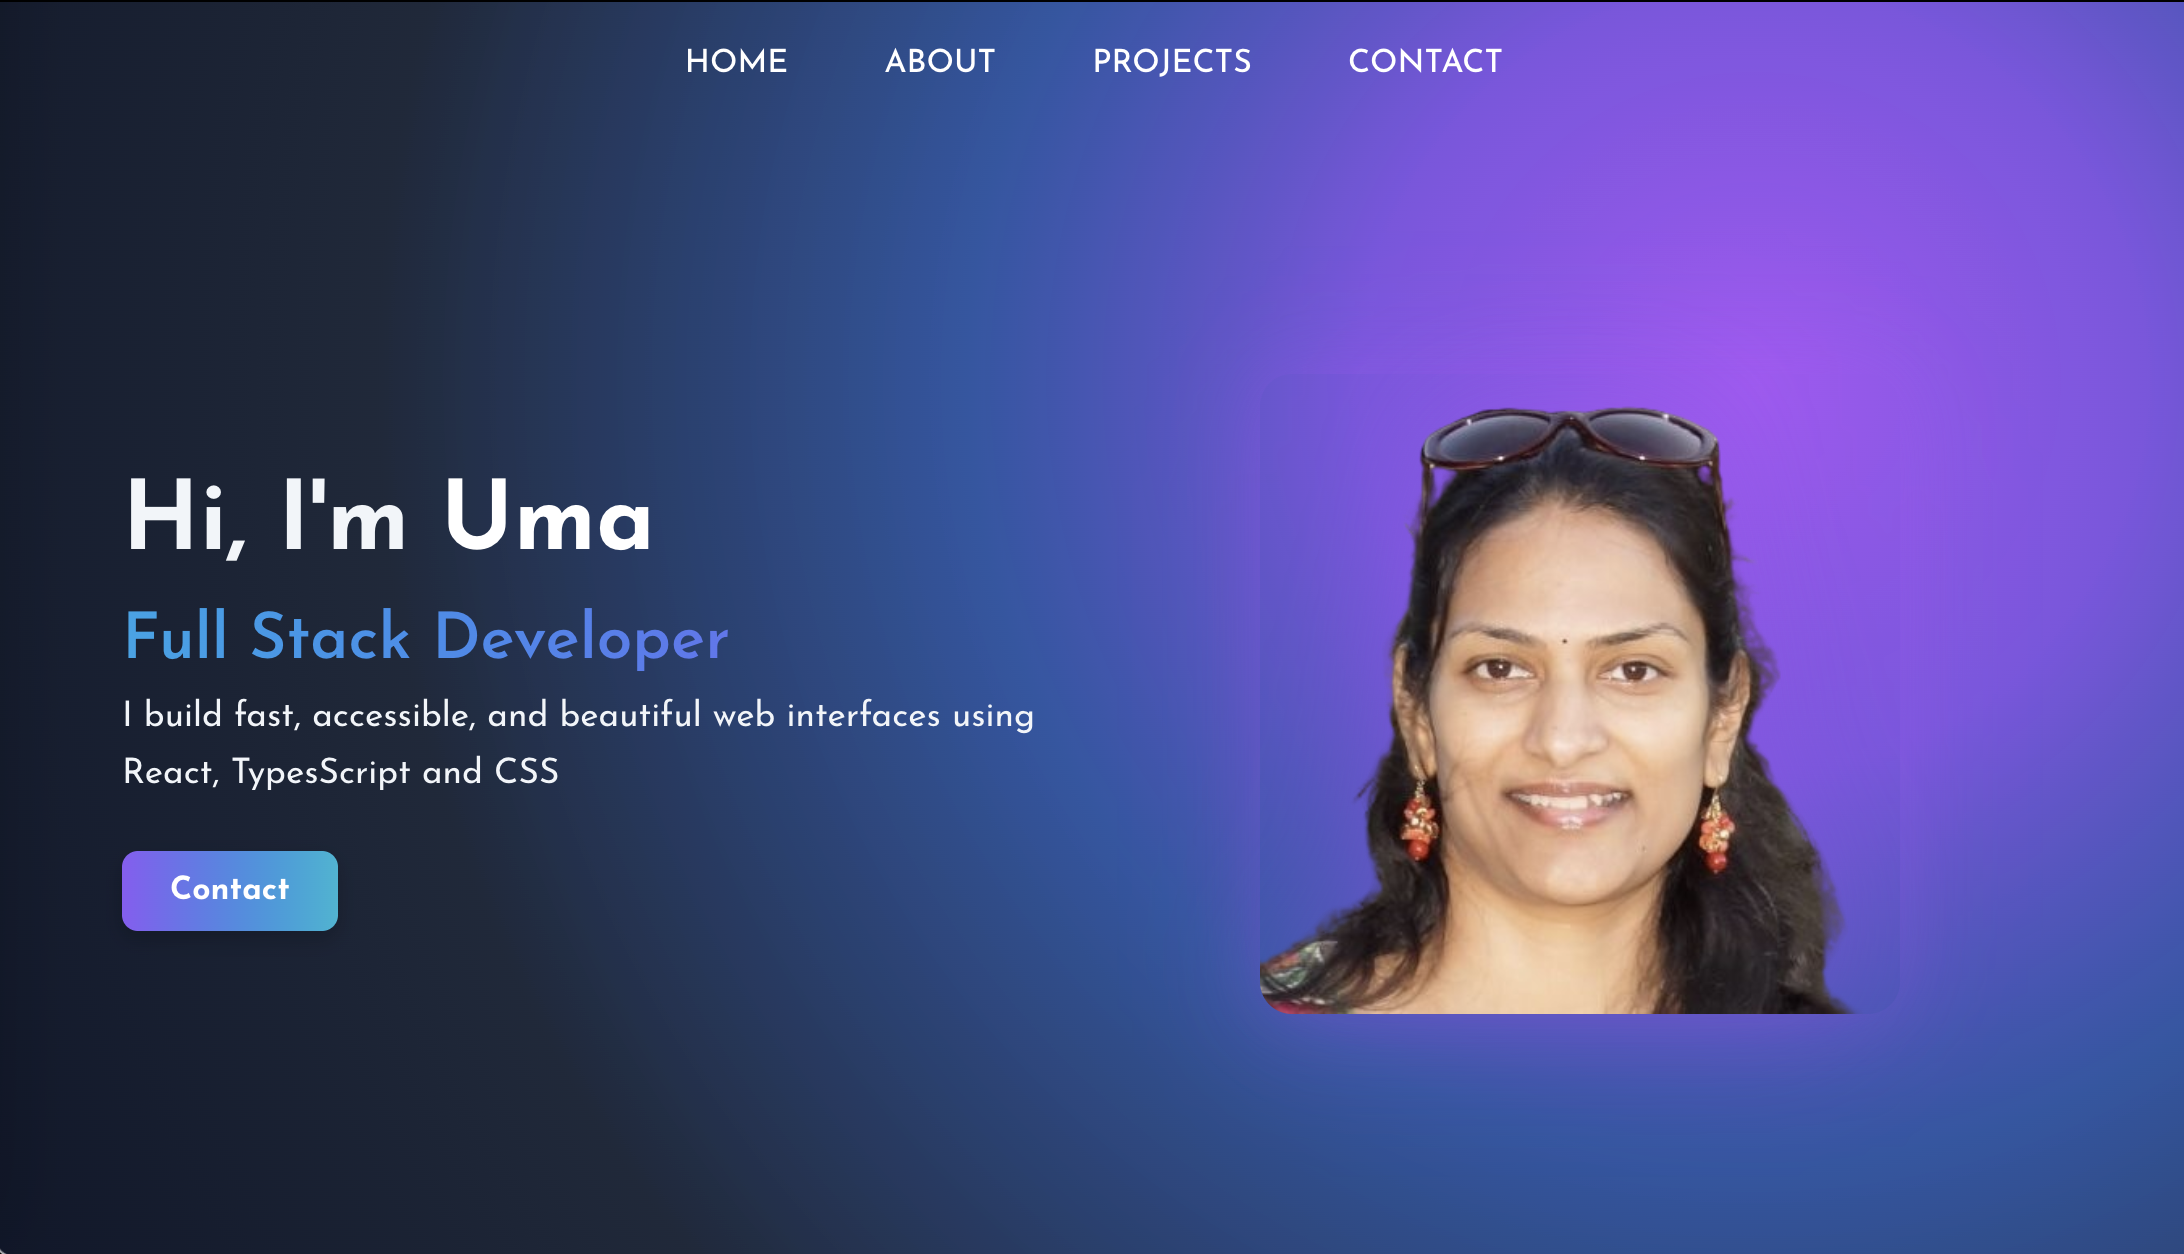 HOME ABOUT PROJECTS CONTACT
Hi, I'm Uma
Full Stack Developer
I build fast, accessible, and beautiful web interfaces using
React, TypesScript and CSS
Contact